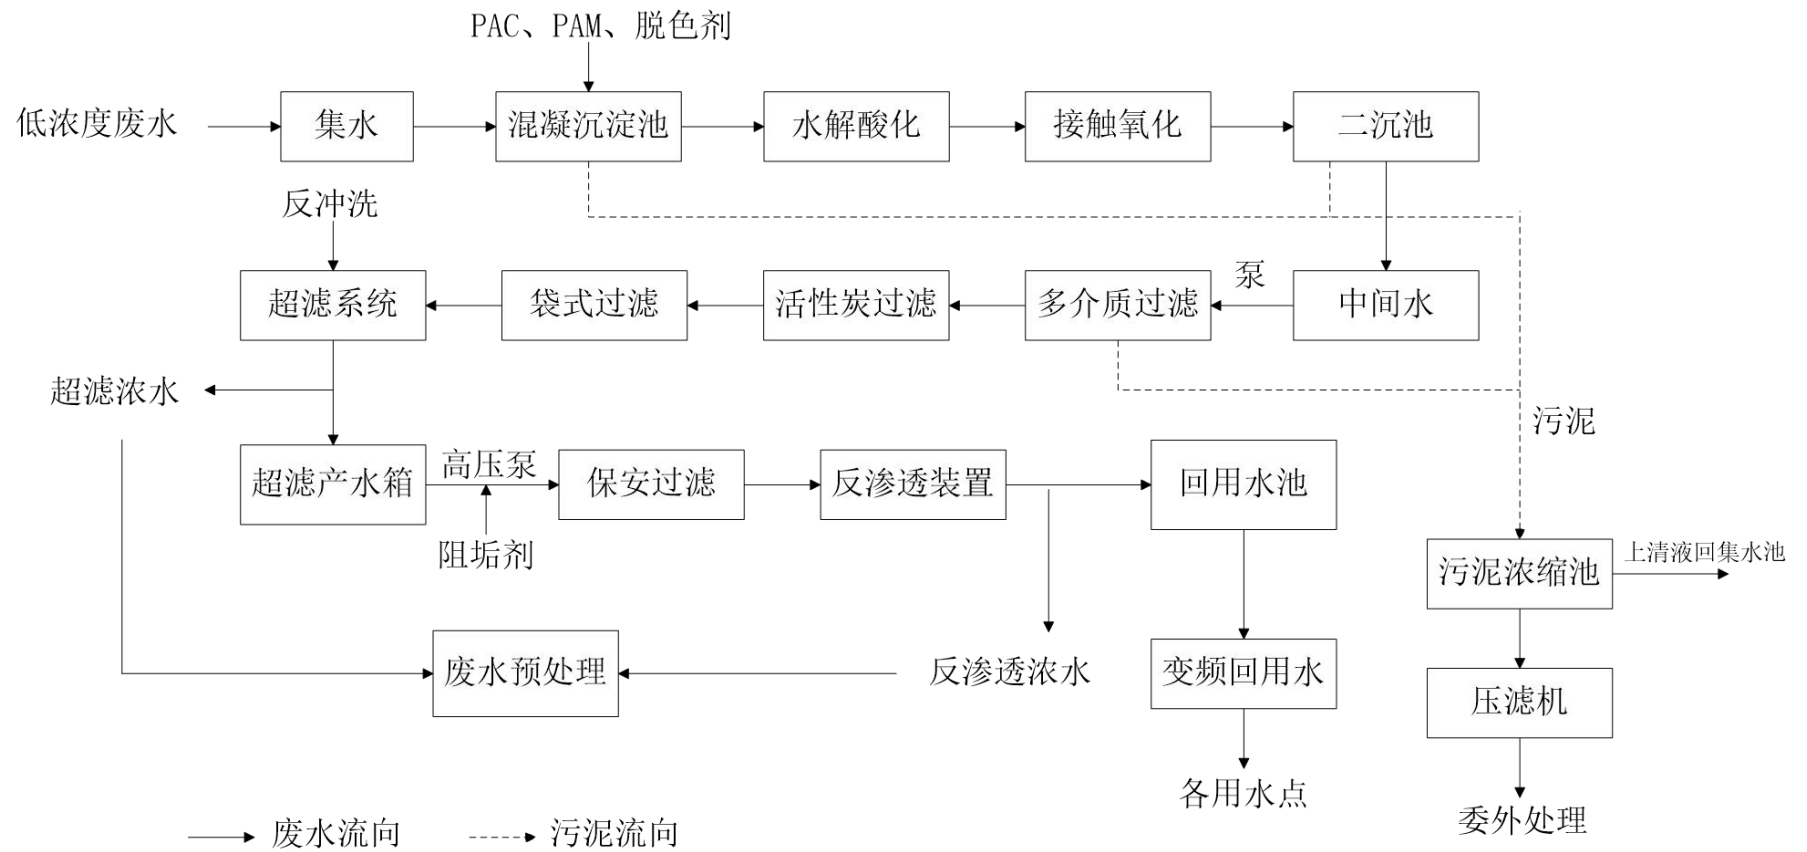 PAC、PAM、脱色剂
低浓度废水
集水
混凝沉淀池
水解酸化
接触氧化
二沉池
反冲洗
超滤系统
袋式过滤
活性炭过滤
多介质过滤
泵
中间水
超滤浓水
污泥
超滤产水箱
高压泵
阻垢剂
保安过滤
反渗透装置
回用水池
污泥浓缩池
上清液回集水池
废水预处理
反渗透浓水
变频回用水
压滤机
各用水点
委外处理
废水流向
污泥流向